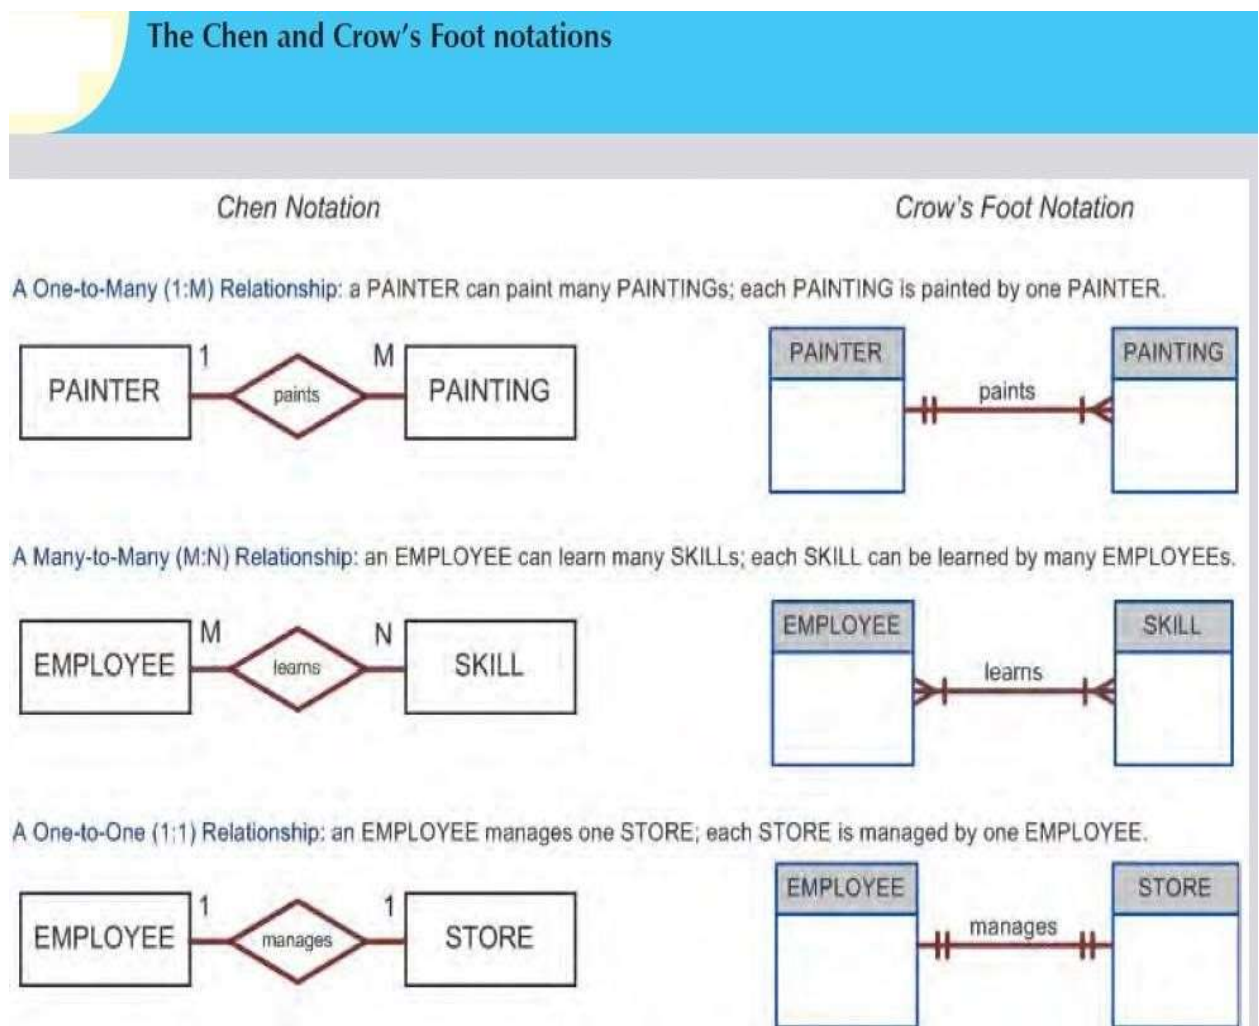 The Chen and Crow's Foot notations
Chen Notation
Crow's Foot Notation
A One-to-Many (1:M) Relationship: a PAINTER can paint many PAINTINGs; each PAINTING is painted by one PAINTER.
PAINTER
1
paints
M
PAINTING
PAINTER
paints
PAINTING
A Many-to-Many (M:N) Relationship: an EMPLOYEE can learn many SKILLs; each SKILL can be learned by many EMPLOYEEs.
EMPLOYEE
M
learns
N
SKILL
EMPLOYEE
learns
SKILL
A One-to-One (1:1) Relationship: an EMPLOYEE manages one STORE; each STORE is managed by one EMPLOYEE.
EMPLOYEE
1
manages
1
STORE
EMPLOYEE
manages
STORE